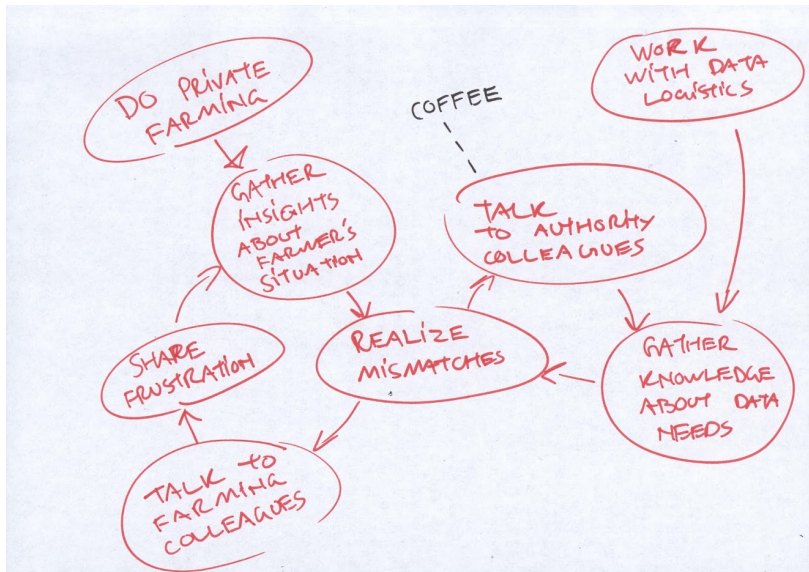 DO PRIVATE
FARMING
WORK
WITH DATA
LOGISTICS
COFFEE
GATHER
INSIGHTS
ABOUT
FARMER'S
SITUATION
TALK
TO AUTHORITY
COLLEAGUES
SHARE
FRUSTRATION
REALIZE
MISMATCHES
GATHER
KNOWLEDGE
ABOUT DATA
NEEDS
TALK TO
FARMING
COLLEAGUES